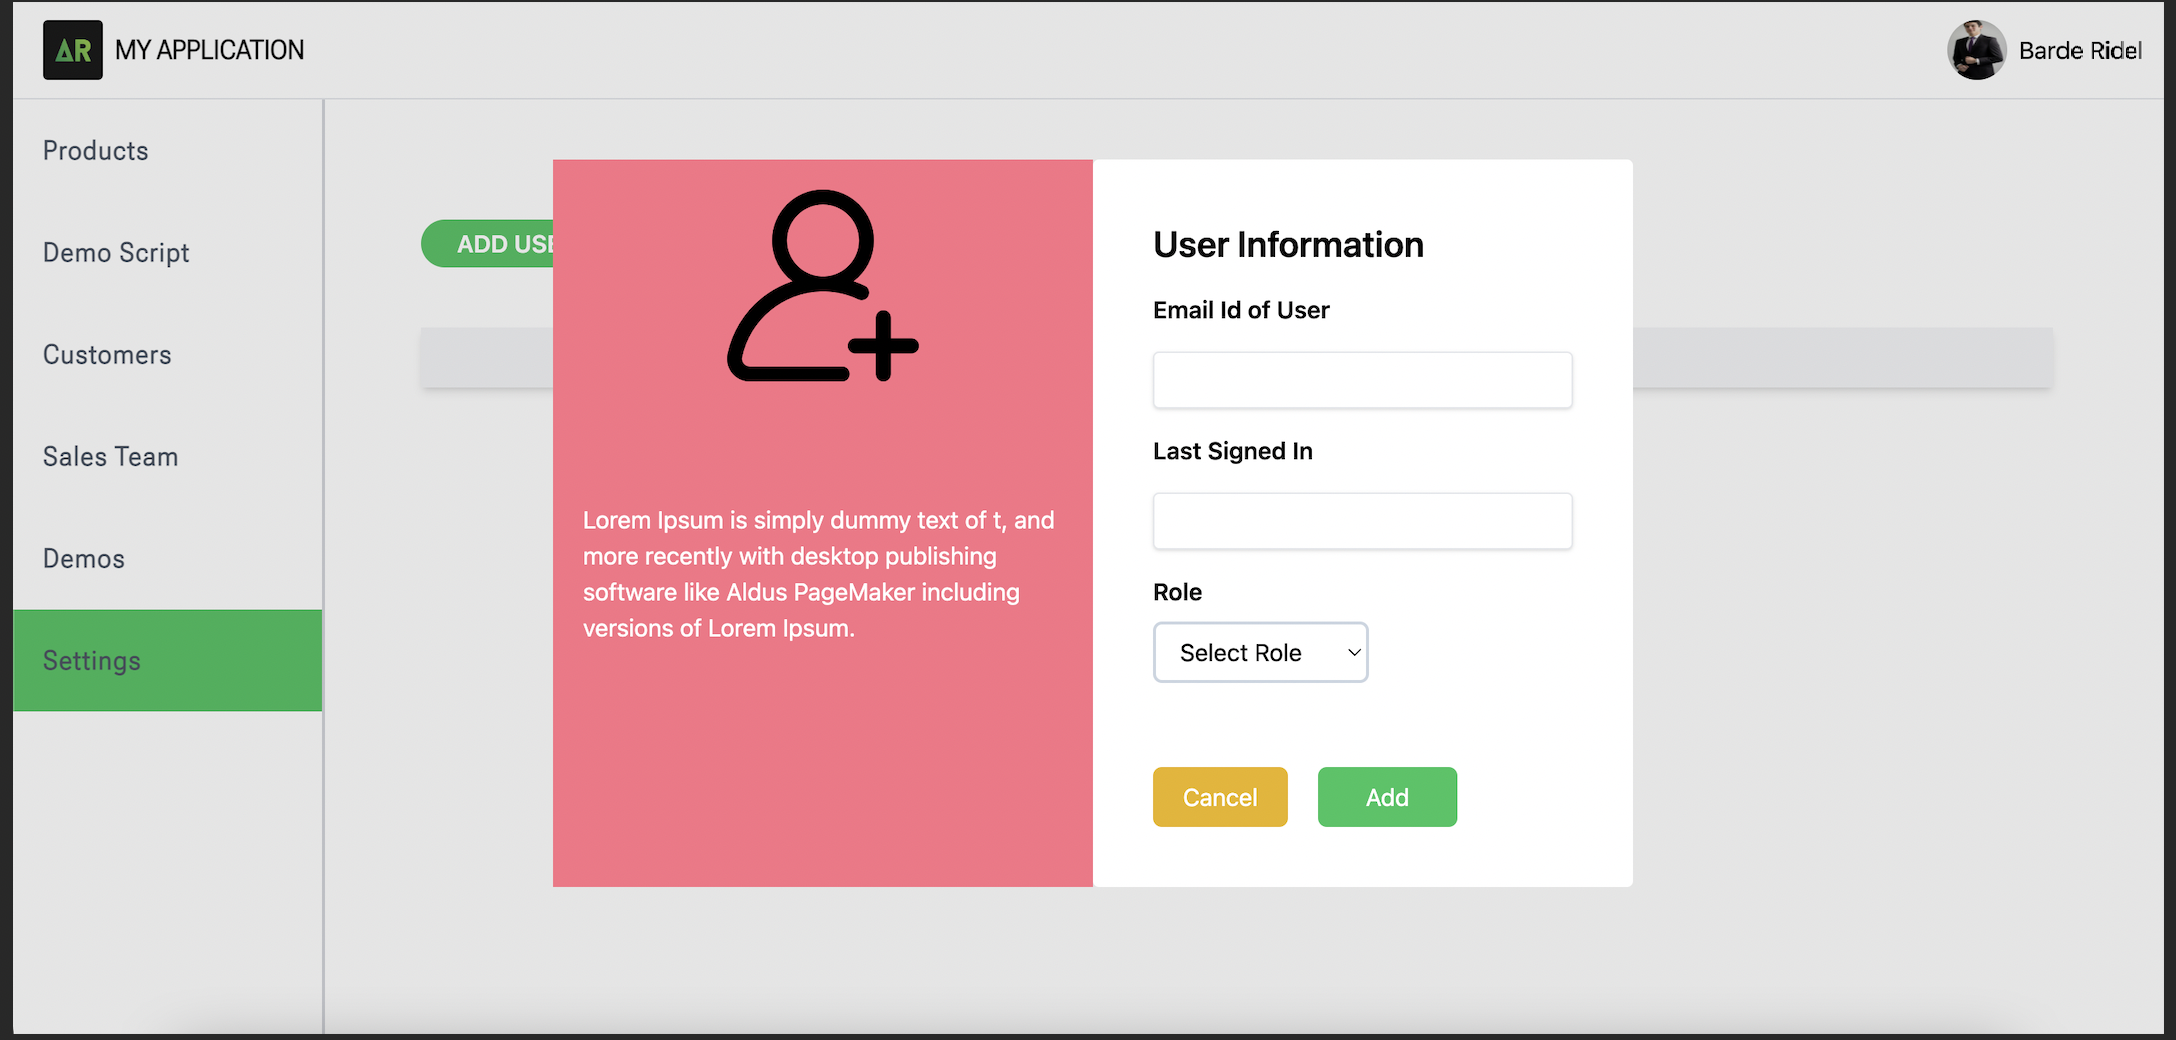 AR MY APPLICATION
Barde Ridel
Products
Demo Script
Customers
Sales Team
Demos
Settings
ADD USE
Lorem Ipsum is simply dummy text of t, and
more recently with desktop publishing
software like Aldus PageMaker including
versions of Lorem Ipsum.
User Information
Email Id of User
Last Signed In
Role
Select Role
Cancel
Add